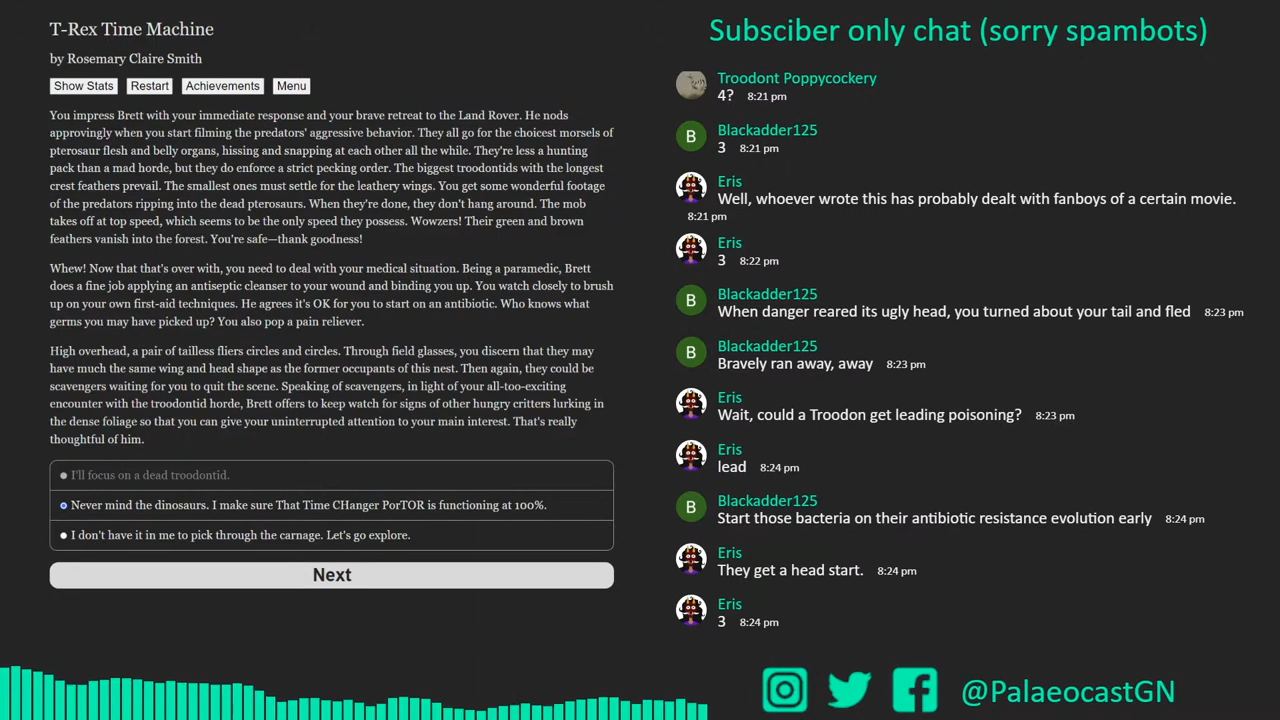 T-Rex Time Machine
by Rosemary Claire Smith
Show Stats Restart Achievements Menu
You impress Brett with your immediate response and your brave retreat to the Land Rover. He nods
approvingly when you start filming the predators' aggressive behavior. They all go for the choicest morsels of
pterosaur flesh and belly organs, hissing and snapping at each other all the while. They're less a hunting
pack than a mad horde, but they do enforce a strict pecking order. The biggest troodontids with the longest
crest feathers prevail. The smallest ones must settle for the leathery wings. You get some wonderful footage
of the predators ripping into the dead pterosaurs. When they're done, they don't hang around. The mob
takes off at top speed, which seems to be the only speed they possess. Wowzers! Their green and brown
feathers vanish into the forest. You're safe—thank goodness!
Whew! Now that that's over with, you need to deal with your medical situation. Being a paramedic, Brett
does a fine job applying an antiseptic cleanser to your wound and binding you up. You watch closely to brush
up on your own first-aid techniques. He agrees it's OK for you to start on an antibiotic. Who knows what
germs you may have picked up? You also pop a pain reliever.
High overhead, a pair of tailless fliers circles and circles. Through field glasses, you discern that they may
have much the same wing and head shape as the former occupants of this nest. Then again, they could be
scavengers waiting for you to quit the scene. Speaking of scavengers, in light of your all-too-exciting
encounter with the troodontid horde, Brett offers to keep watch for signs of other hungry critters lurking in
the dense foliage so that you can give your uninterrupted attention to your main interest. That's really
thoughtful of him.
I'll focus on a dead troodontid.
Never mind the dinosaurs. I make sure That Time CHanger PorTOR is functioning at 100%.
I don't have it in me to pick through the carnage. Let's go explore.
Next
Subsciber only chat (sorry spambots)
Troodont Poppycockery
4? 8:21 pm
B Blackadder125
3 8:21 pm
Eris
Well, whoever wrote this has probably dealt with fanboys of a certain movie.
8:21 pm
Eris
3 8:22 pm
B Blackadder125
When danger reared its ugly head, you turned about your tail and fled 8:23 pm
B Blackadder125
Bravely ran away, away 8:23 pm
Eris
Wait, could a Troodon get leading poisoning? 8:23 pm
Eris
lead 8:24 pm
B Blackadder125
Start those bacteria on their antibiotic resistance evolution early 8:24 pm
Eris
They get a head start. 8:24 pm
Eris
3 8:24 pm
@PalaeocastGN